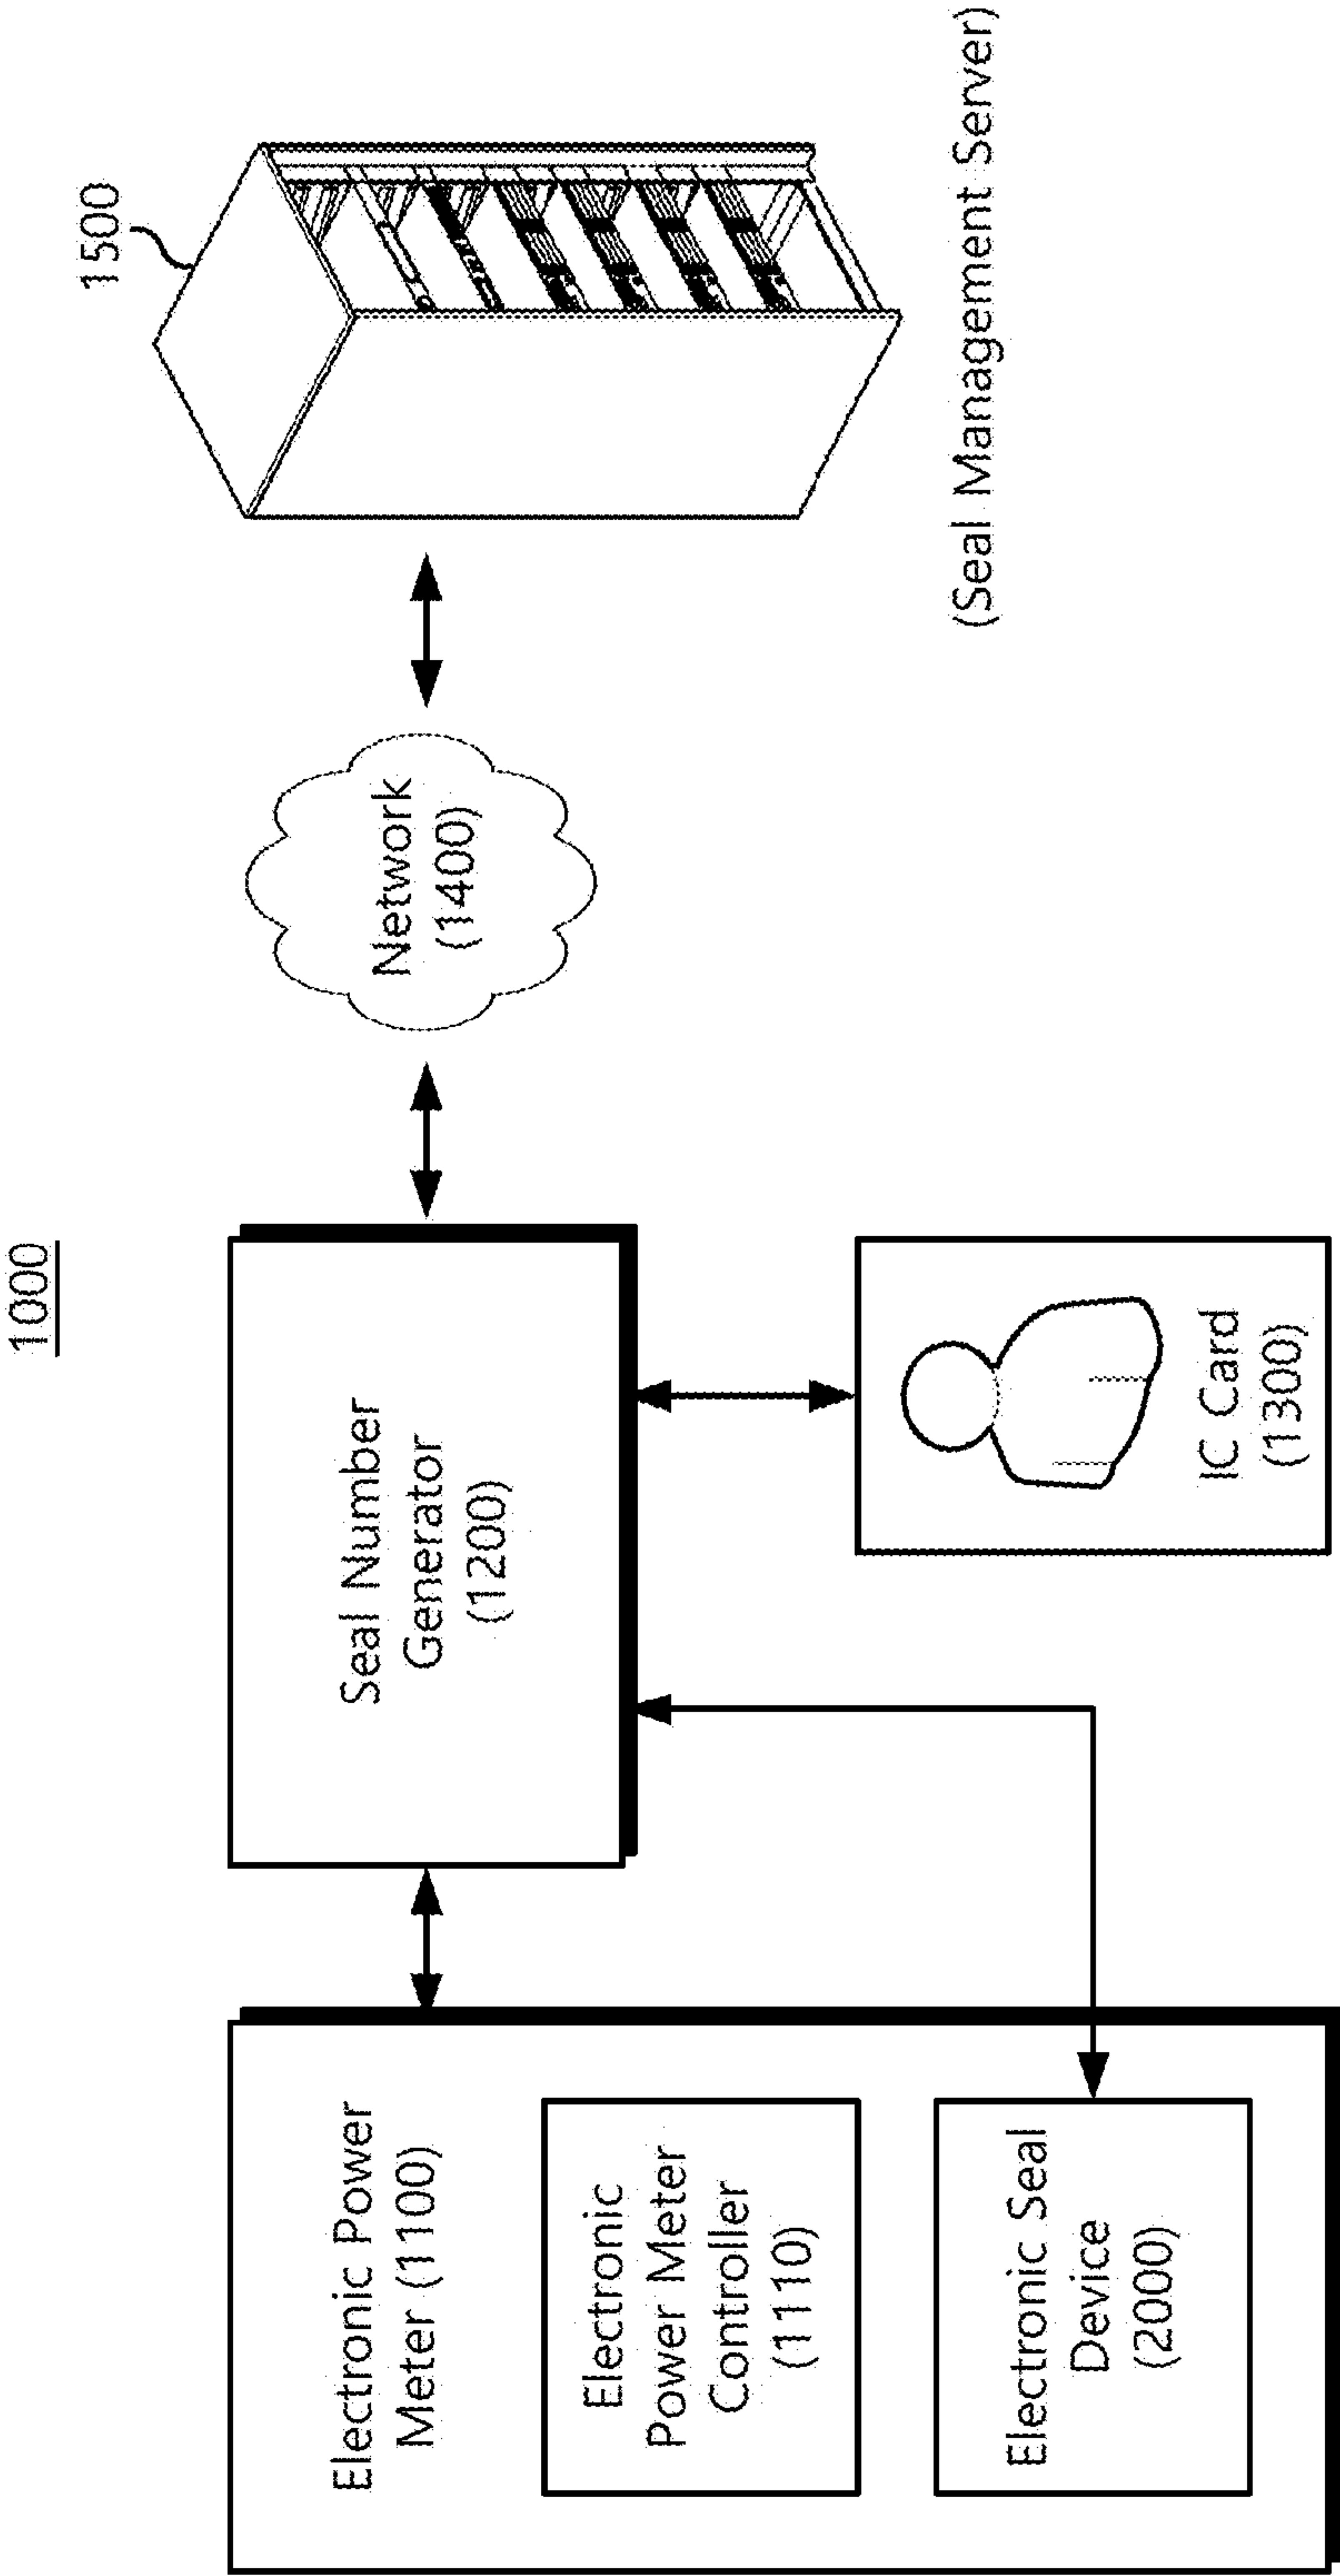 1000
Electronic Power
Meter (1100)
Electronic
Power Meter
Controller
(1110)
Electronic Seal
Device
(2000)
Seal Number
Generator
(1200)
IC Card
(1300)
Network
(1400)
1500
(Seal Management Server)